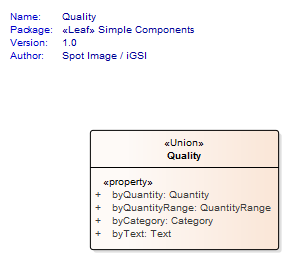 Name: Quality
Package: «Leaf» Simple Components
Version: 1.0
Author: Spot Image / iGSI
«Union»
Quality
«property»
+ byQuantity: Quantity
+ byQuantityRange: QuantityRange
+ byCategory: Category
+ byText: Text